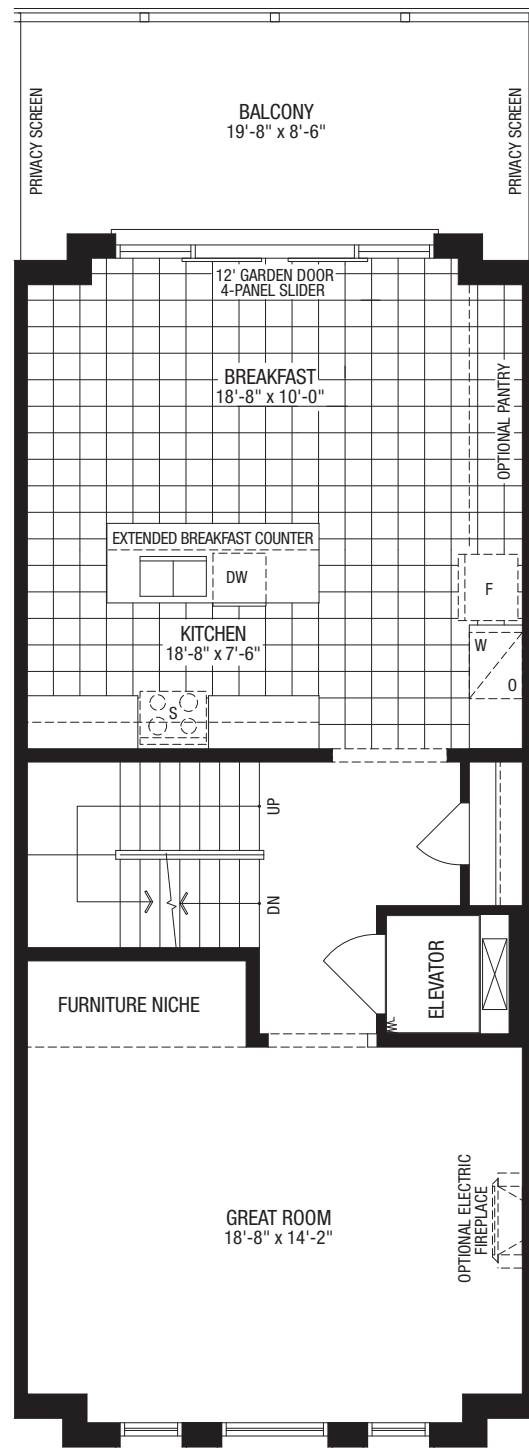 PRIVACY SCREEN
BALCONY
19'-8" x 8'-6"
PRIVACY SCREEN
12' GARDEN DOOR
4-PANEL SLIDER
BREAKFAST
18'-8" x 10'-0"
OPTIONAL PANTRY
EXTENDED BREAKFAST COUNTER
DW
F
KITCHEN
18'-8" x 7'-6"
W
O
S
UP
DN
ELEVATOR
FURNITURE NICHE
GREAT ROOM
18'-8" x 14'-2"
OPTIONAL ELECTRIC
FIREPLACE